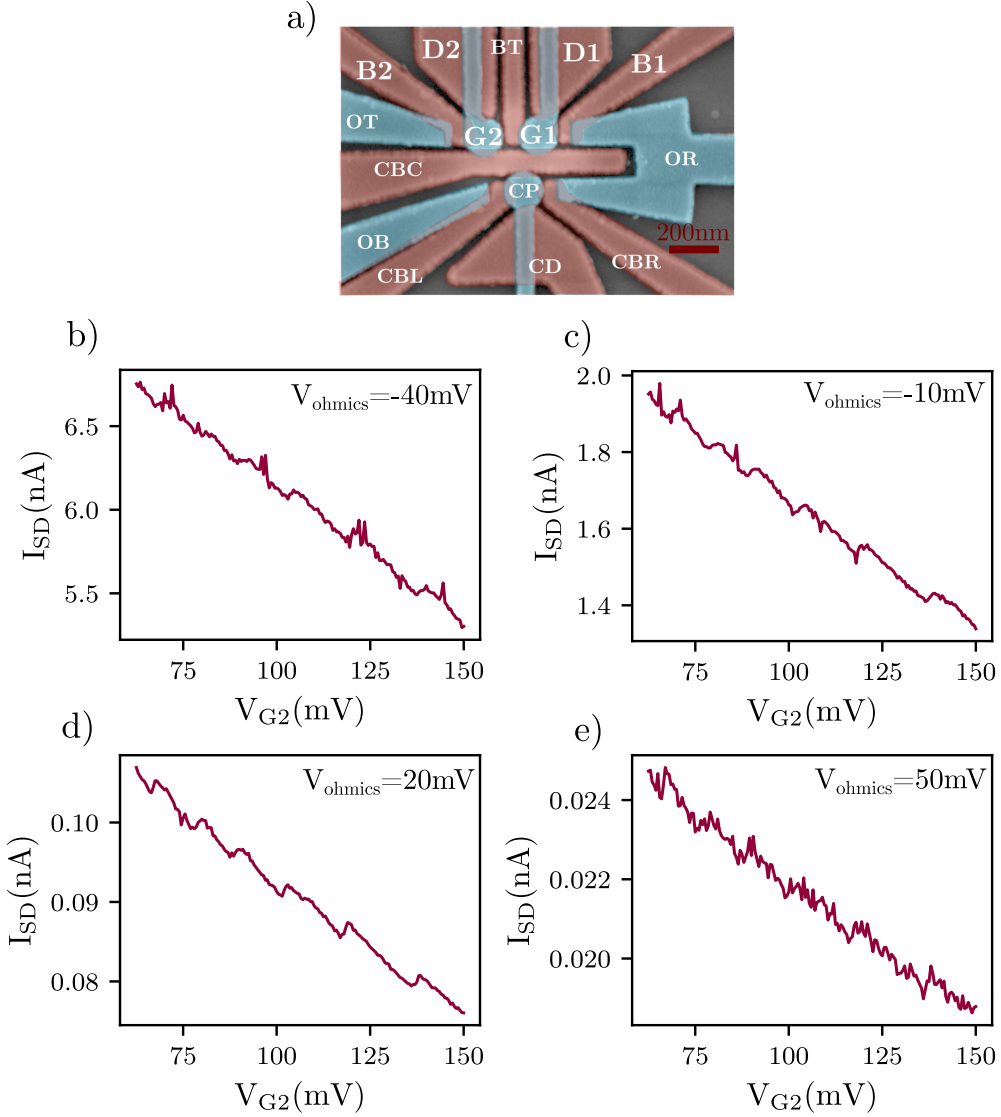 a)
D2 BT D1
B2 B1
OT G2 G1
CBC OR
CP
OB 200nm
CBL CD CBR
b)
V_ohmics=-40mV
6.5
6.0
5.5
I_SD(nA)
75 100 125 150
V_G2(mV)
c)
V_ohmics=-10mV
2.0
1.8
1.6
1.4
I_SD(nA)
75 100 125 150
V_G2(mV)
d)
V_ohmics=20mV
0.10
0.09
0.08
I_SD(nA)
75 100 125 150
V_G2(mV)
e)
V_ohmics=50mV
0.024
0.022
0.020
I_SD(nA)
75 100 125 150
V_G2(mV)